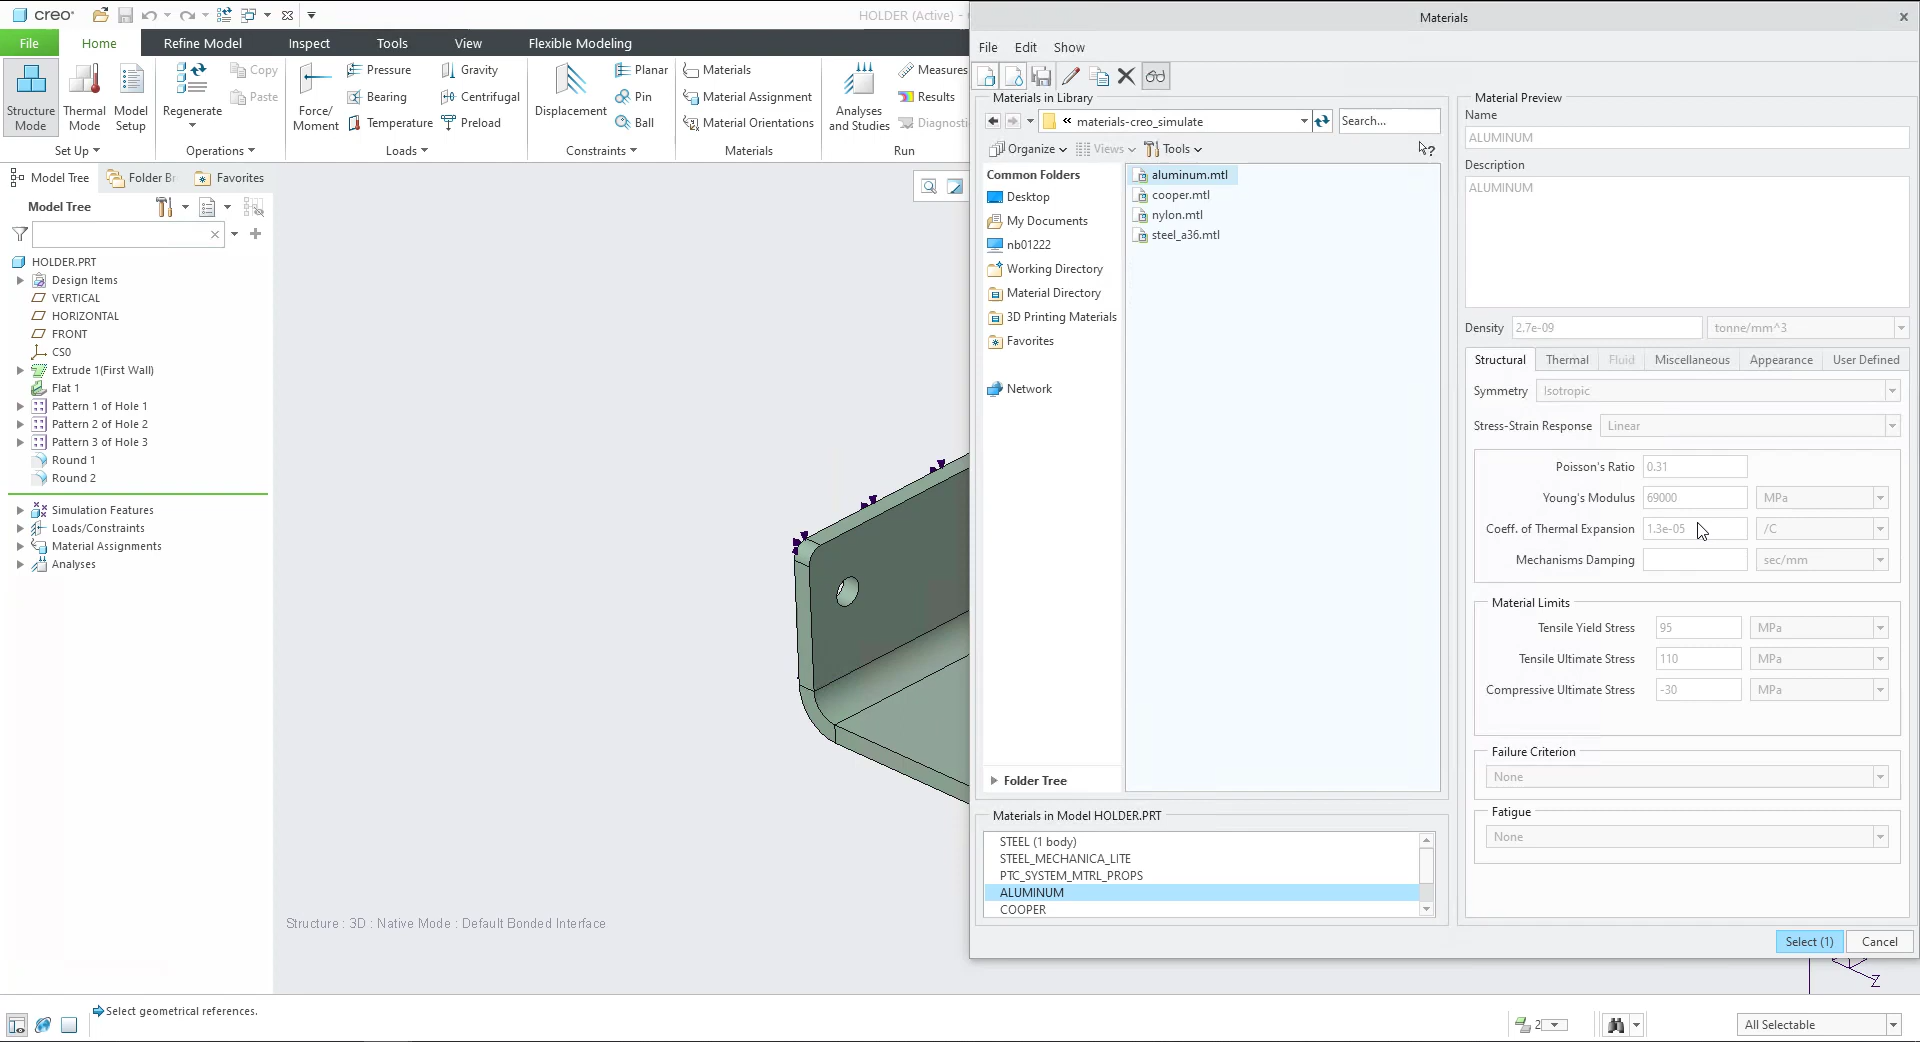 creo®
HOLDER (Active) -
File
Home
Refine Model
Inspect
Tools
View
Flexible Modeling
Structure Mode
Thermal Mode
Model Setup
Set Up
Regenerate
Copy
Paste
Operations
Force/ Moment
Pressure
Bearing
Temperature
Gravity
Centrifugal
Preload
Loads
Displacement
Planar
Pin
Ball
Constraints
Materials
Material Assignment
Material Orientations
Materials
Analyses and Studies
Measures
Results
Diagnosti
Run
Model Tree
Folder Br
Favorites
Model Tree
HOLDER.PRT
Design Items
VERTICAL
HORIZONTAL
FRONT
CS0
Extrude 1(First Wall)
Flat 1
Pattern 1 of Hole 1
Pattern 2 of Hole 2
Pattern 3 of Hole 3
Round 1
Round 2
Simulation Features
Loads/Constraints
Material Assignments
Analyses
Structure : 3D : Native Mode : Default Bonded Interface
Materials
File Edit Show
Materials in Library
« materials-creo_simulate
Search...
Organize Views Tools
Common Folders
Desktop
My Documents
nb01222
Working Directory
Material Directory
3D Printing Materials
Favorites
Network
Folder Tree
aluminum.mtl
cooper.mtl
nylon.mtl
steel_a36.mtl
Materials in Model HOLDER.PRT
STEEL (1 body)
STEEL_MECHANICA_LITE
PTC_SYSTEM_MTRL_PROPS
ALUMINUM
COOPER
Material Preview
Name
ALUMINUM
Description
ALUMINUM
Density 2.7e-09 tonne/mm^3
Structural Thermal Fluid Miscellaneous Appearance User Defined
Symmetry Isotropic
Stress-Strain Response Linear
Poisson's Ratio 0.31
Young's Modulus 69000 MPa
Coeff. of Thermal Expansion 1.3e-05 /C
Mechanisms Damping sec/mm
Material Limits
Tensile Yield Stress 95 MPa
Tensile Ultimate Stress 110 MPa
Compressive Ultimate Stress -30 MPa
Failure Criterion
None
Fatigue
None
Select (1) Cancel
Z
Select geometrical references.
2
All Selectable